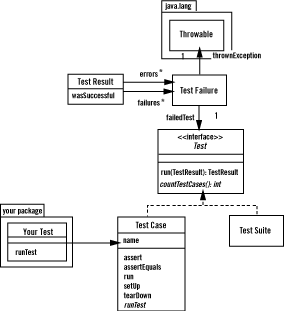 java.lang
Throwable
1
thrownException
Test Result
wasSuccessful
errors *
failures*
Test Failure
failedTest
1
<<interface>>
Test
run(TestResult): TestResult
countTestCases(): int
your package
Your Test
runTest
Test Case
name
assert
assertEquals
run
setUp
tearDown
runTest
Test Suite